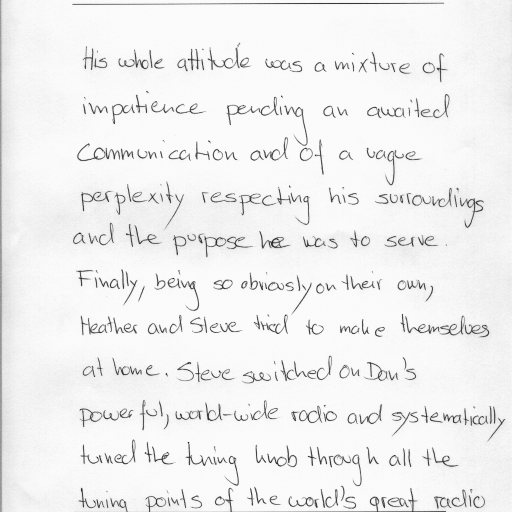 His whole attitude was a mixture of
impatience pending an awaited
communication and of a vague
perplexity respecting his surroundings
and the purpose he was to serve.
Finally, being so obviously on their own,
Heather and Steve tried to make themselves
at home. Steve switched on Dan's
powerful, world-wide radio and systematically
turned the tuning knob through all the
tuning points of the world's great radio